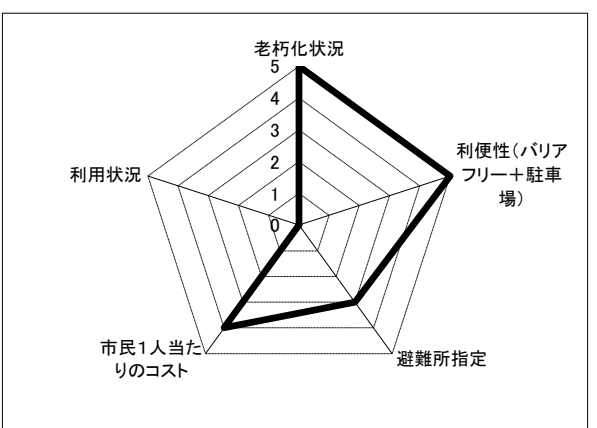 老朽化状況
5
4
3
2
1
0
利便性(バリア
フリー+駐車
場)
避難所指定
市民1人当た
りのコスト
利用状況